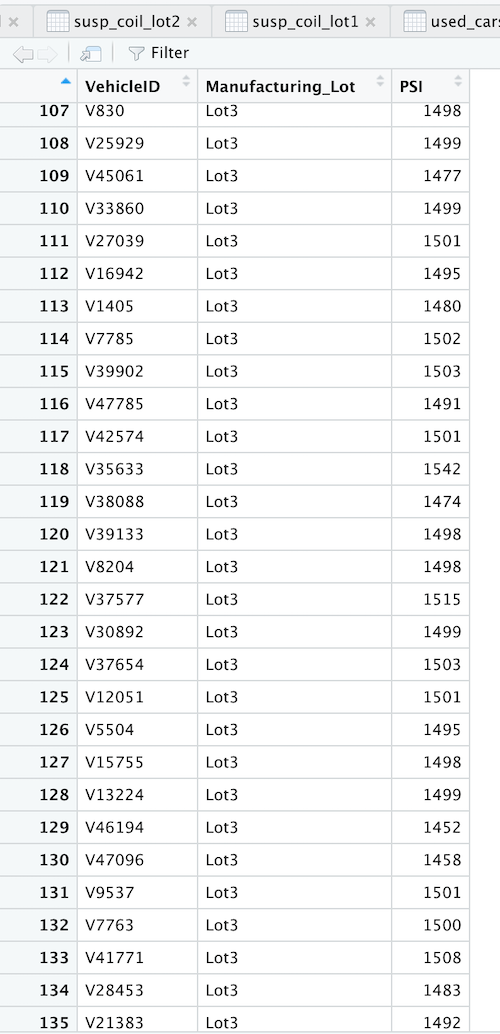 susp_coil_lot2 × susp_coil_lot1 × used_cars
Filter
VehicleID Manufacturing_Lot PSI
107 V830 Lot3 1498
108 V25929 Lot3 1499
109 V45061 Lot3 1477
110 V33860 Lot3 1499
111 V27039 Lot3 1501
112 V16942 Lot3 1495
113 V1405 Lot3 1480
114 V7785 Lot3 1502
115 V39902 Lot3 1503
116 V47785 Lot3 1491
117 V42574 Lot3 1501
118 V35633 Lot3 1542
119 V38088 Lot3 1474
120 V39133 Lot3 1498
121 V8204 Lot3 1498
122 V37577 Lot3 1515
123 V30892 Lot3 1499
124 V37654 Lot3 1503
125 V12051 Lot3 1501
126 V5504 Lot3 1495
127 V15755 Lot3 1498
128 V13224 Lot3 1499
129 V46194 Lot3 1452
130 V47096 Lot3 1458
131 V9537 Lot3 1501
132 V7763 Lot3 1500
133 V41771 Lot3 1508
134 V28453 Lot3 1483
135 V21383 Lot3 1492